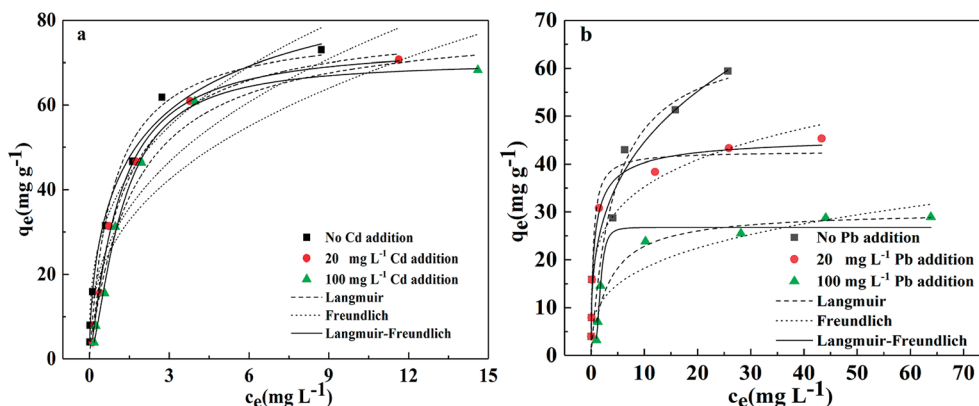 a
80
60
40
20
0
qe(mg g-1)
No Cd addition
20 mg L-1 Cd addition
100 mg L-1 Cd addition
Langmuir
Freundlich
Langmuir-Freundlich
0 3 6 9 12 15
ce(mg L-1)
b
70
60
50
40
30
20
10
0
qe(mg g-1)
No Pb addition
20 mg L-1 Pb addition
100 mg L-1 Pb addition
Langmuir
Freundlich
Langmuir-Freundlich
0 10 20 30 40 50 60 70
ce(mg L-1)